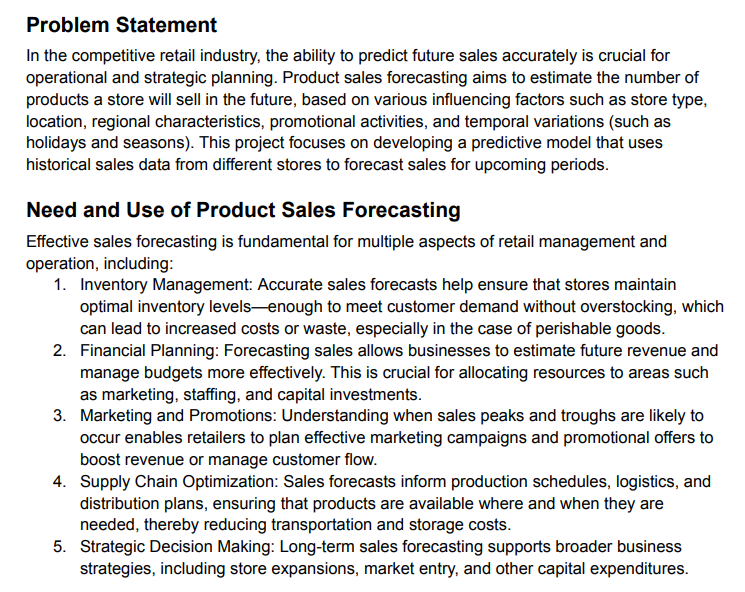 Problem Statement
In the competitive retail industry, the ability to predict future sales accurately is crucial for
operational and strategic planning. Product sales forecasting aims to estimate the number of
products a store will sell in the future, based on various influencing factors such as store type,
location, regional characteristics, promotional activities, and temporal variations (such as
holidays and seasons). This project focuses on developing a predictive model that uses
historical sales data from different stores to forecast sales for upcoming periods.
Need and Use of Product Sales Forecasting
Effective sales forecasting is fundamental for multiple aspects of retail management and
operation, including:
1. Inventory Management: Accurate sales forecasts help ensure that stores maintain
optimal inventory levels—enough to meet customer demand without overstocking, which
can lead to increased costs or waste, especially in the case of perishable goods.
2. Financial Planning: Forecasting sales allows businesses to estimate future revenue and
manage budgets more effectively. This is crucial for allocating resources to areas such
as marketing, staffing, and capital investments.
3. Marketing and Promotions: Understanding when sales peaks and troughs are likely to
occur enables retailers to plan effective marketing campaigns and promotional offers to
boost revenue or manage customer flow.
4. Supply Chain Optimization: Sales forecasts inform production schedules, logistics, and
distribution plans, ensuring that products are available where and when they are
needed, thereby reducing transportation and storage costs.
5. Strategic Decision Making: Long-term sales forecasting supports broader business
strategies, including store expansions, market entry, and other capital expenditures.